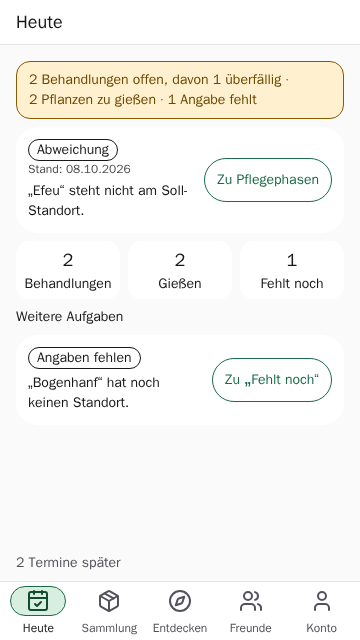 Heute
2 Behandlungen offen, davon 1 überfällig ·
2 Pflanzen zu gießen · 1 Angabe fehlt
Abweichung
Stand: 08.10.2026
„Efeu“ steht nicht am Soll-
Standort.
Zu Pflegephasen
2
Behandlungen
2
Gießen
1
Fehlt noch
Weitere Aufgaben
Angaben fehlen
„Bogenhanf“ hat noch
keinen Standort.
Zu „Fehlt noch“
2 Termine später
Heute
Sammlung
Entdecken
Freunde
Konto